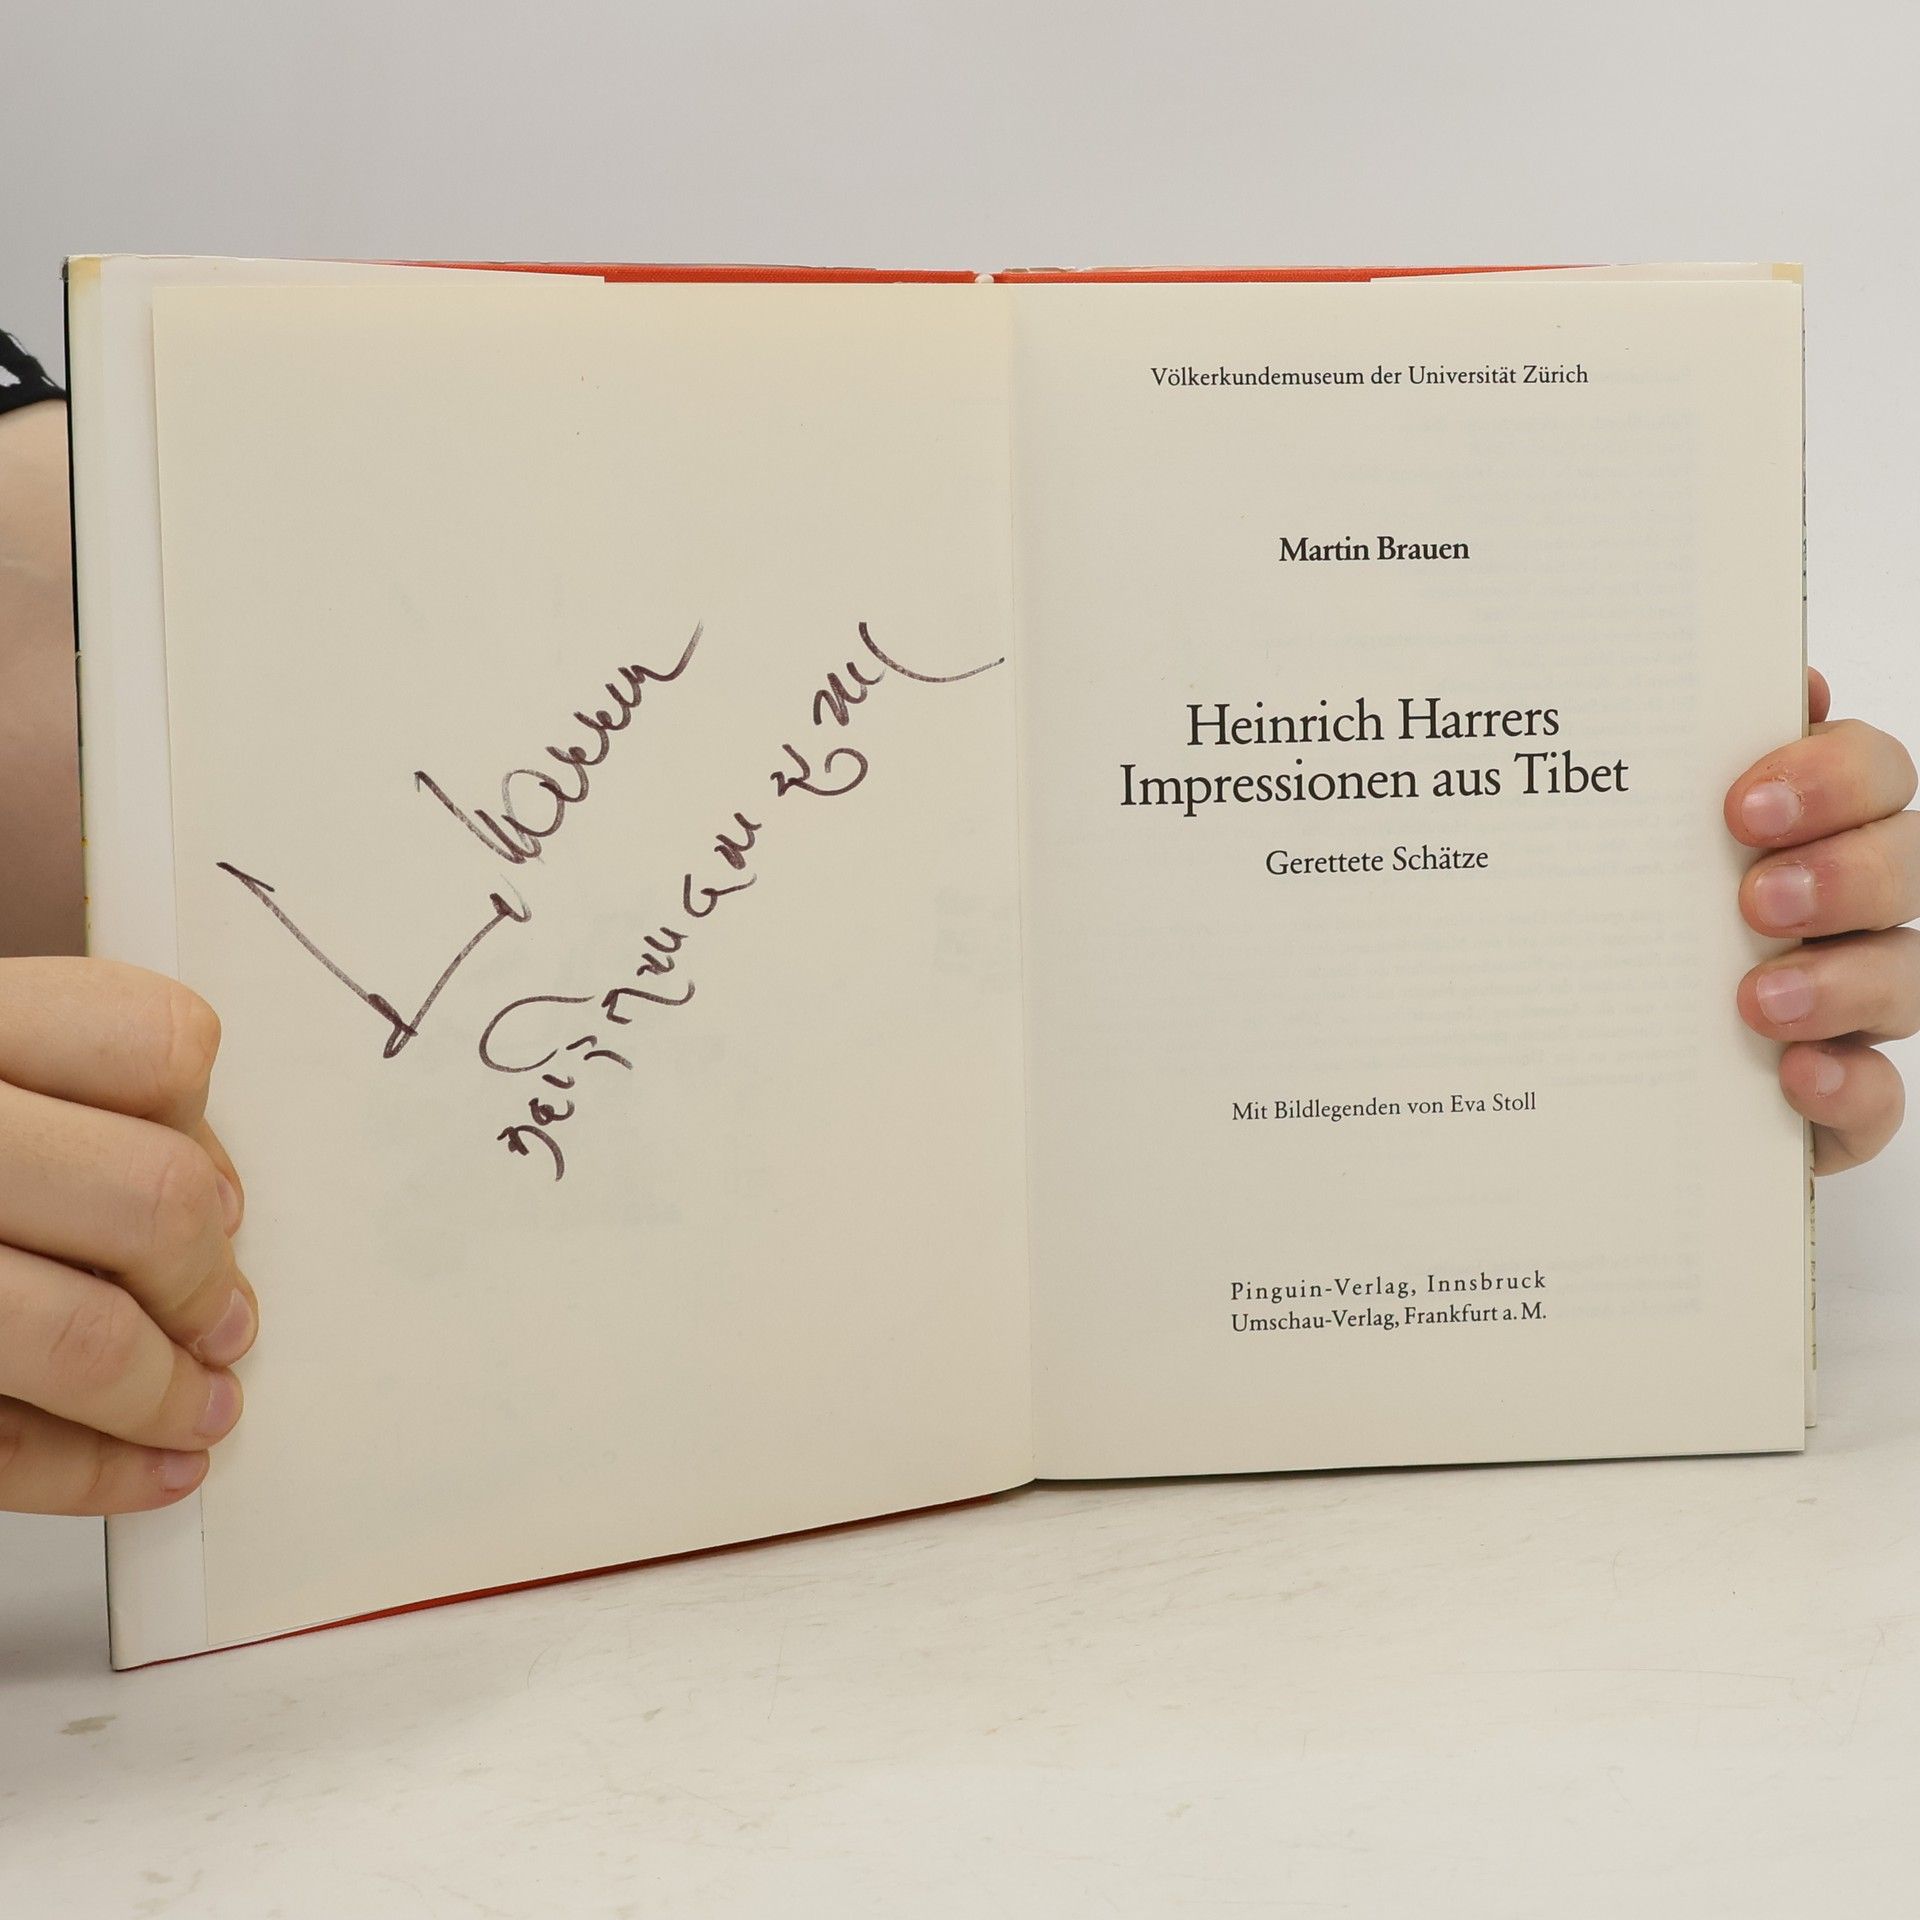 Völkerkundemuseum der Universität Zürich
Martin Brauen
Heinrich Harrers
Impressionen aus Tibet
Gerettete Schätze
Mit Bildlegenden von Eva Stoll
Pinguin-Verlag, Innsbruck
Umschau-Verlag, Frankfurt a. M.